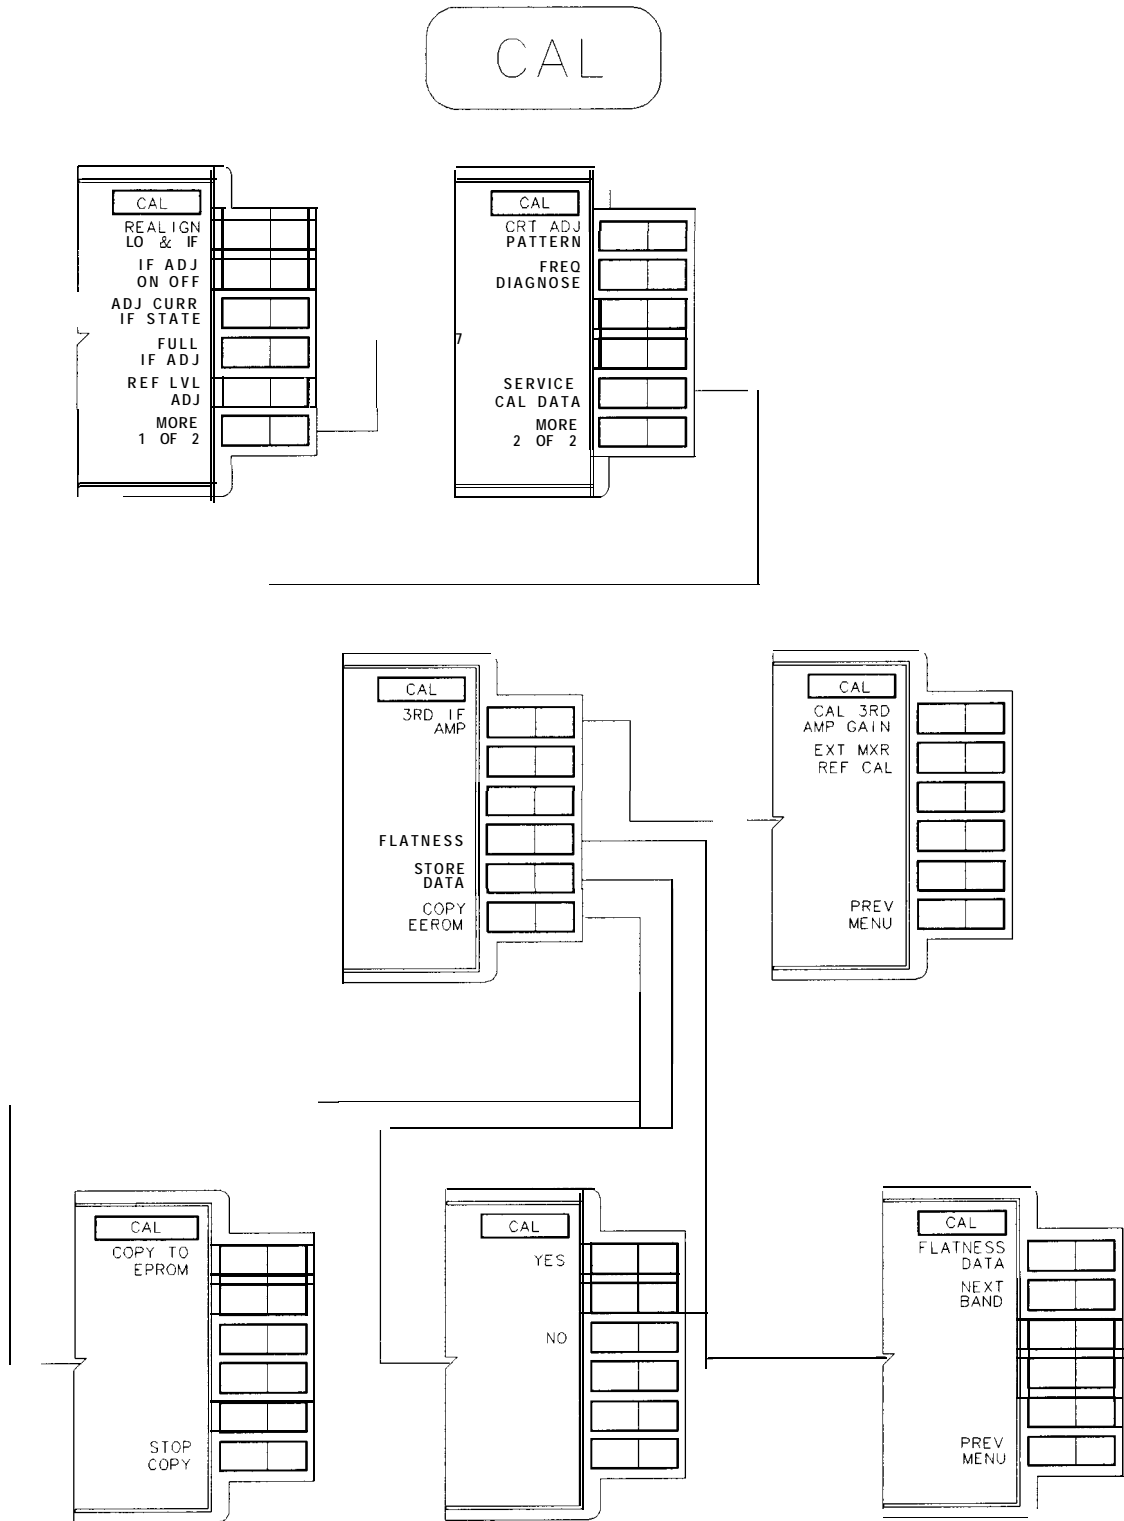 CAL
CAL
REALIGN
LO & IF
IF ADJ
ON OFF
ADJ CURR
IF STATE
FULL
IF ADJ
REF LVL
ADJ
MORE
1 OF 2
CAL
CRT ADJ
PATTERN
FREQ
DIAGNOSE
7
SERVICE
CAL DATA
MORE
2 OF 2
CAL
3RD IF
AMP
FLATNESS
STORE
DATA
COPY
EEROM
CAL
CAL 3RD
AMP GAIN
EXT MXR
REF CAL
PREV
MENU
CAL
COPY TO
EPROM
STOP
COPY
CAL
YES
NO
CAL
FLATNESS
DATA
NEXT
BAND
PREV
MENU